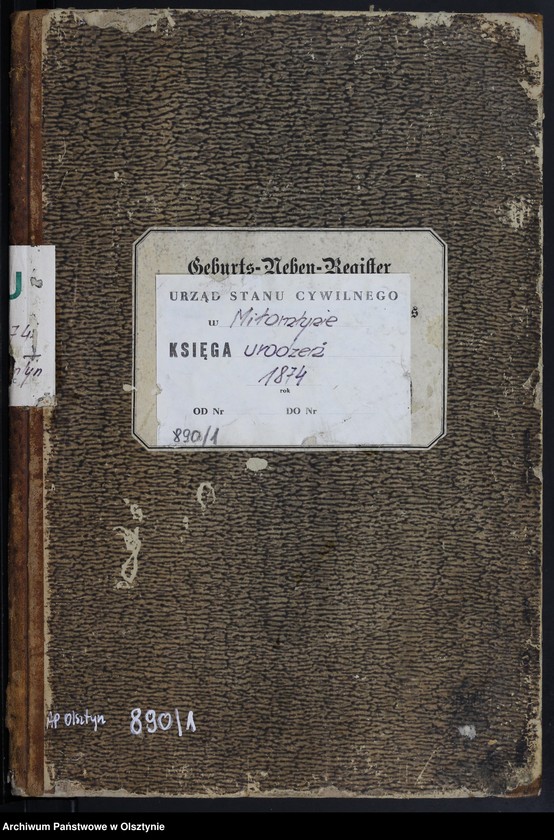 Geburts-Neben-Register
URZĄD STANU CYWILNEGO
w Miłomłynie
KSIĘGA urodzeń
1874
rok
OD Nr DO Nr
890/1
AP Olsztyn 890/1
Archiwum Państwowe w Olsztynie